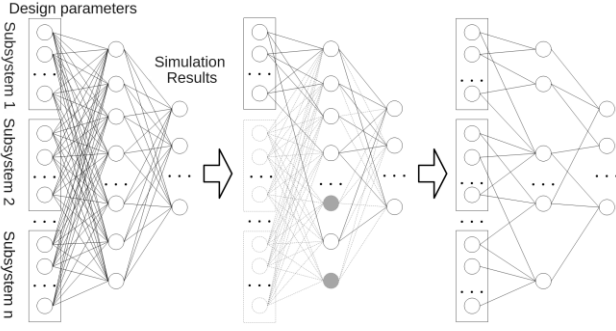 Design parameters
Subsystem 1
Subsystem 2
Subsystem n
Simulation
Results